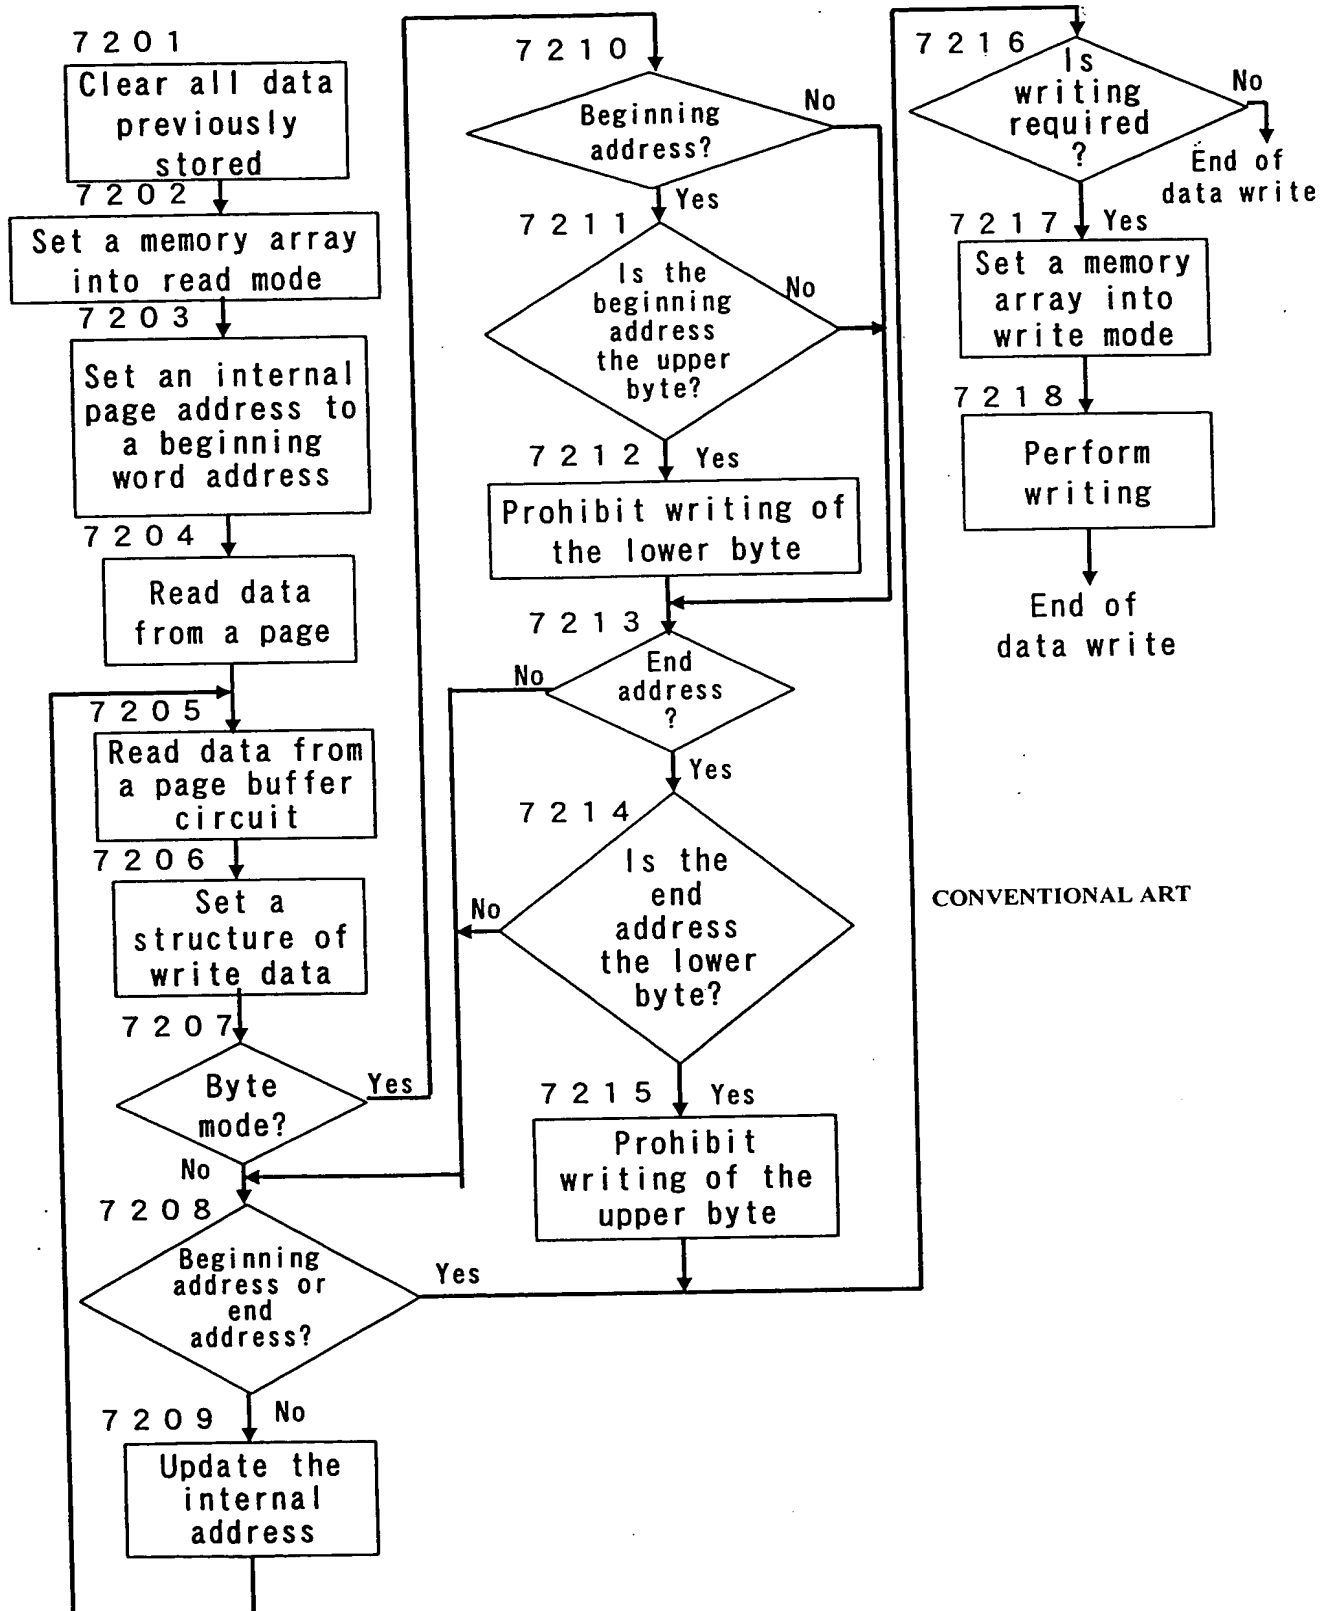 7201
Clear all data
previously
stored
7202
Set a memory array
into read mode
7203
Set an internal
page address to
a beginning
word address
7204
Read data
from a page
7205
Read data from
a page buffer
circuit
7206
Set a
structure of
write data
7207
Byte
mode?
Yes
No
7208
Beginning
address or
end
address?
Yes
No
7209
Update the
internal
address
7210
Beginning
address?
No
Yes
7211
Is the
beginning
address
the upper
byte?
No
Yes
7212
Prohibit writing of
the lower byte
7213
End
address
?
No
Yes
7214
Is the
end
address
the lower
byte?
No
Yes
7215
Prohibit
writing of the
upper byte
7216
Is
writing
required
?
No
End of
data write
Yes
7217
Set a memory
array into
write mode
7218
Perform
writing
End of
data write
CONVENTIONAL ART